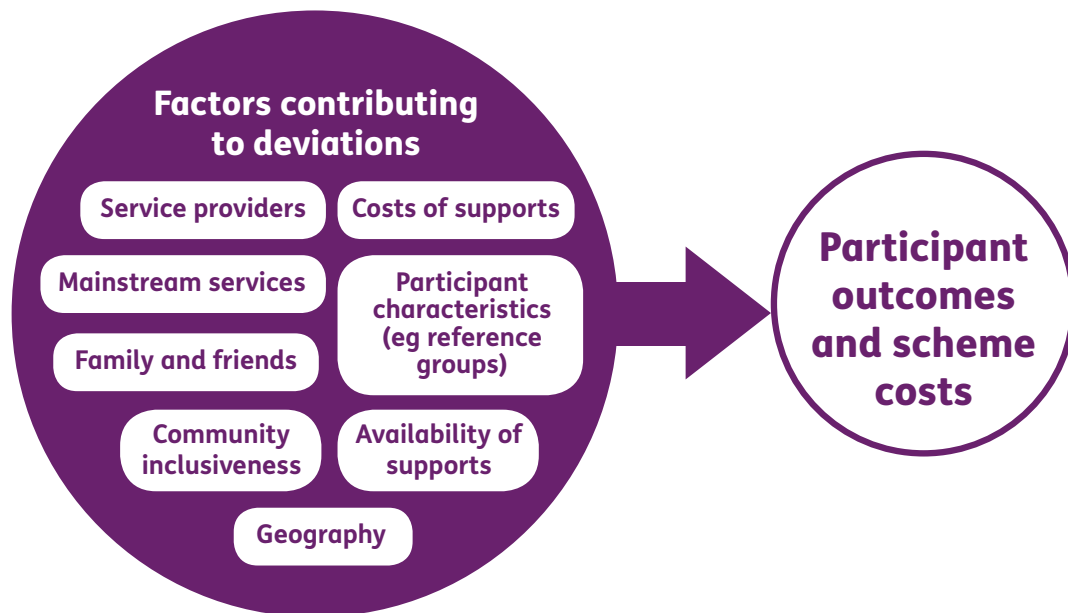 Factors contributing
to deviations
Service providers
Costs of supports
Mainstream services
Participant
characteristics
(eg reference
groups)
Family and friends
Community
inclusiveness
Availability of
supports
Geography
Participant
outcomes
and scheme
costs